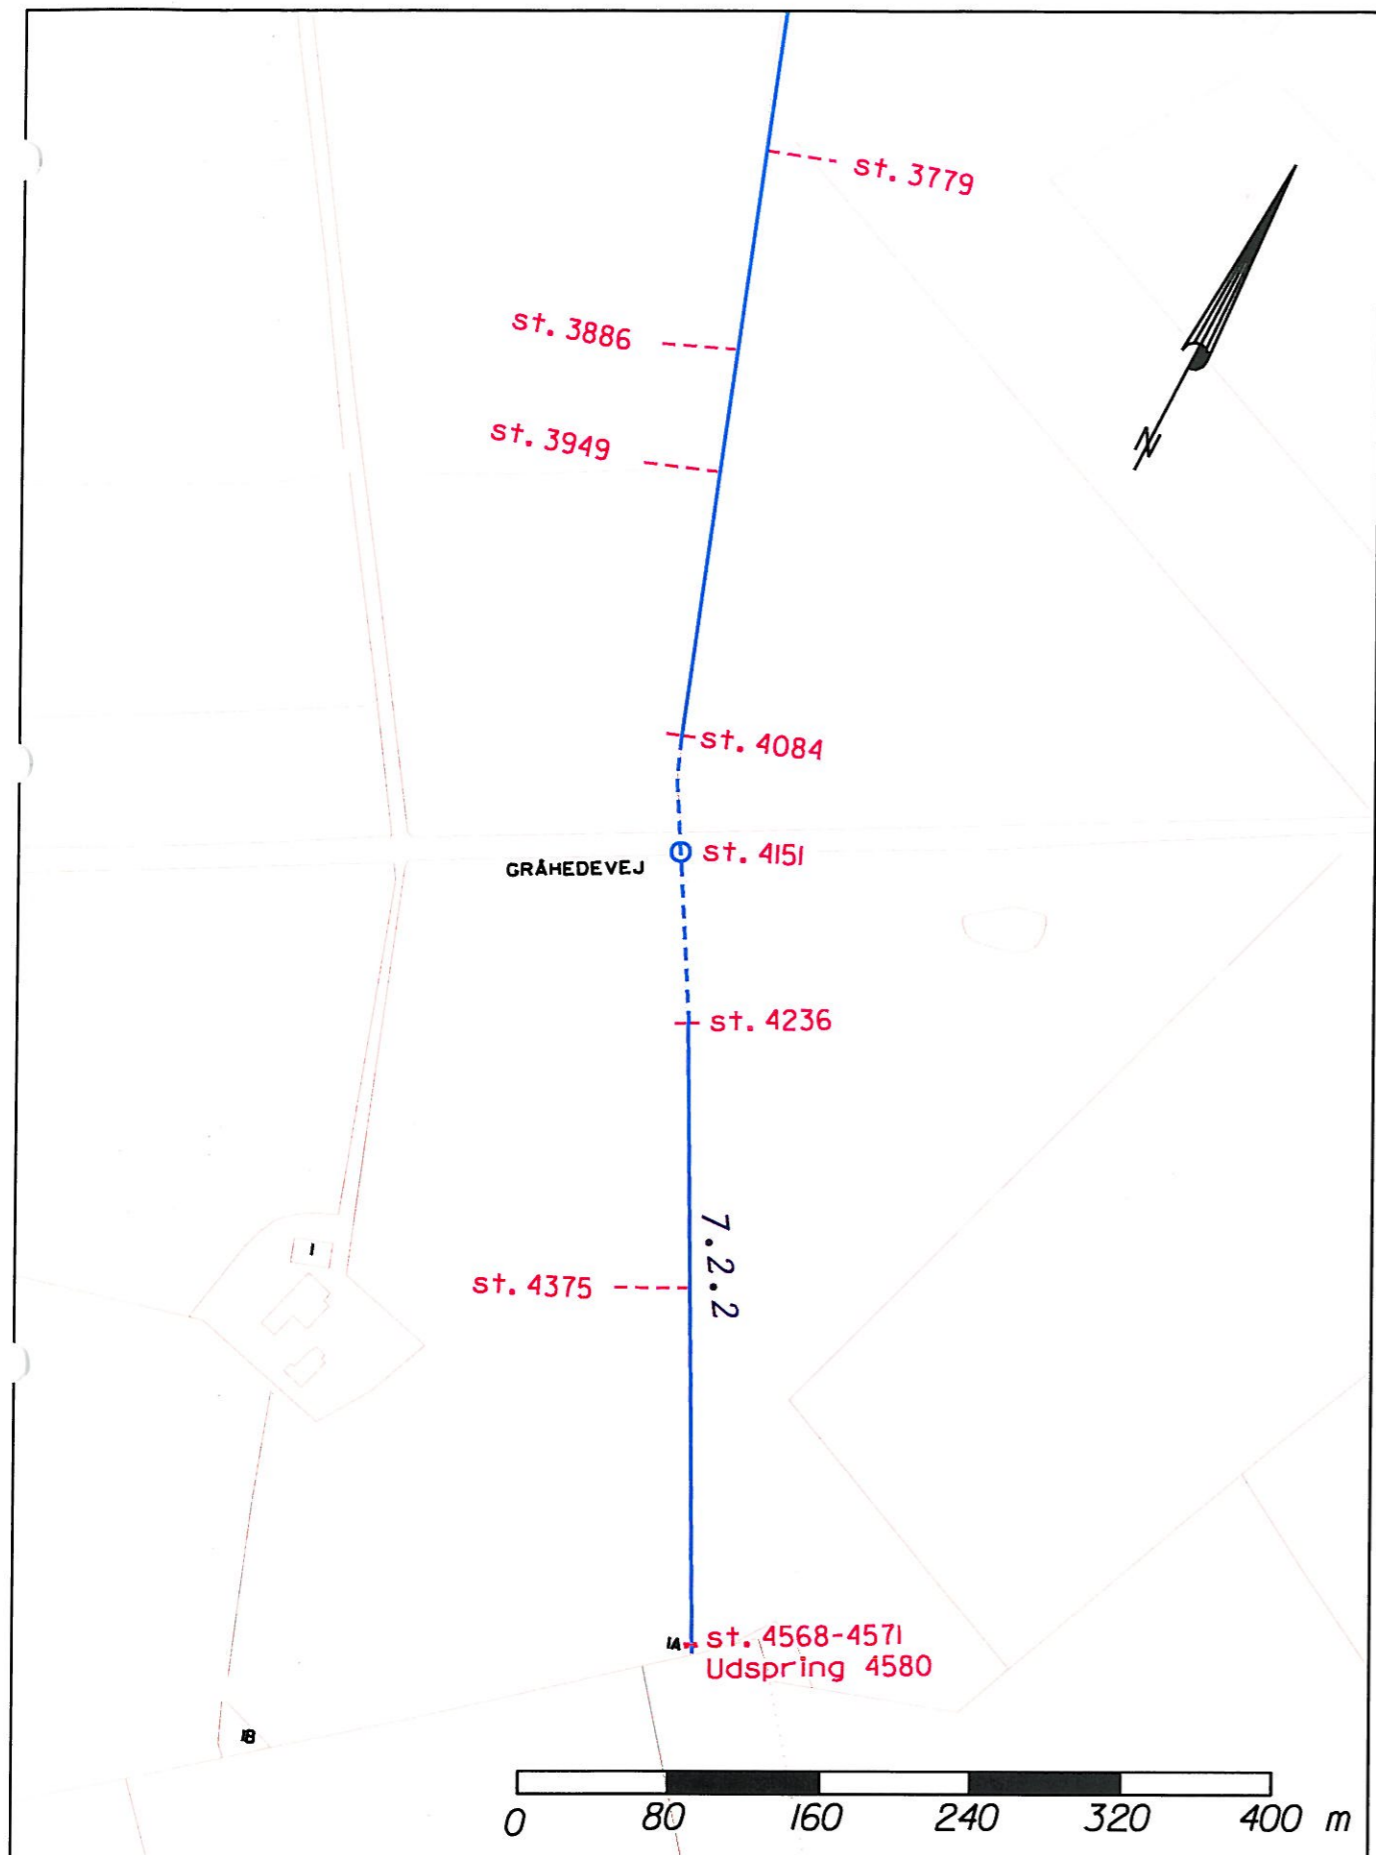 st. 3779
st. 3886
N
st. 3949
st. 4084
st. 4151
GRÅHEDEVEJ
st. 4236
7.2.2
1
st. 4375
1A
st. 4568-4571
Udspring 4580
1B
0 80 160 240 320 400 m